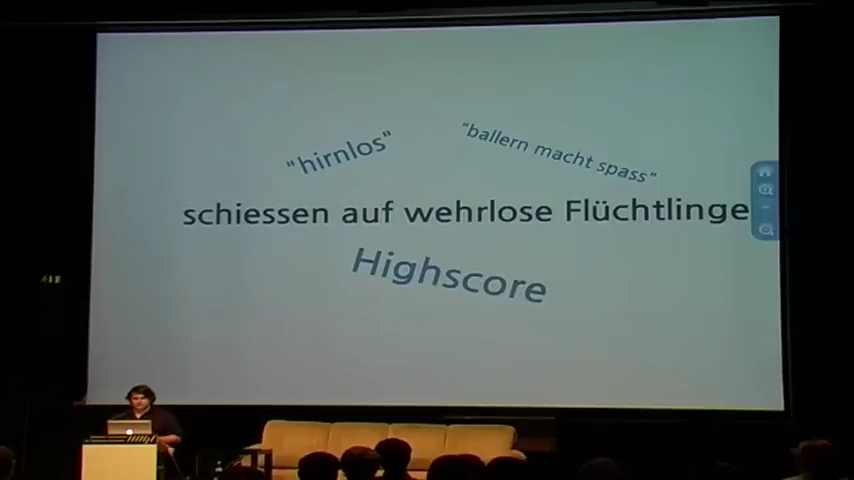 "hirnlos"
"ballern macht spass"
schiessen auf wehrlose Flüchtlinge
Highscore